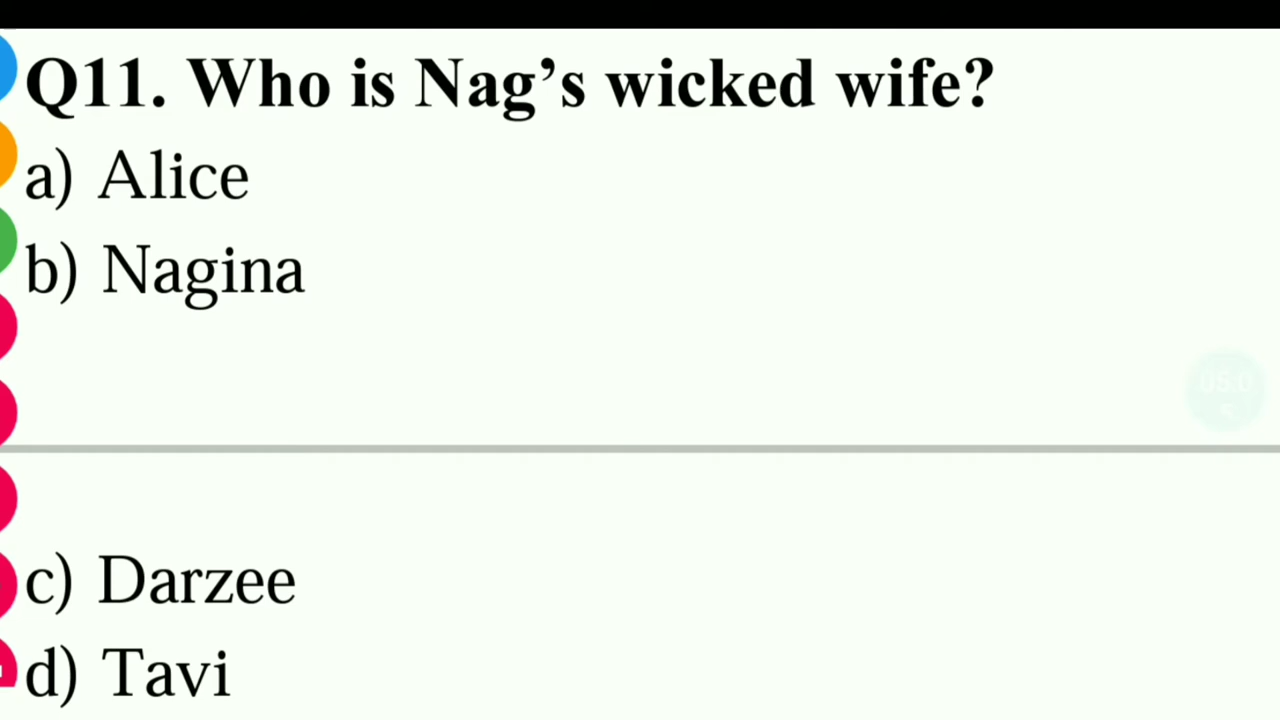 Q11. Who is Nag’s wicked wife?
a) Alice
b) Nagina
c) Darzee
d) Tavi